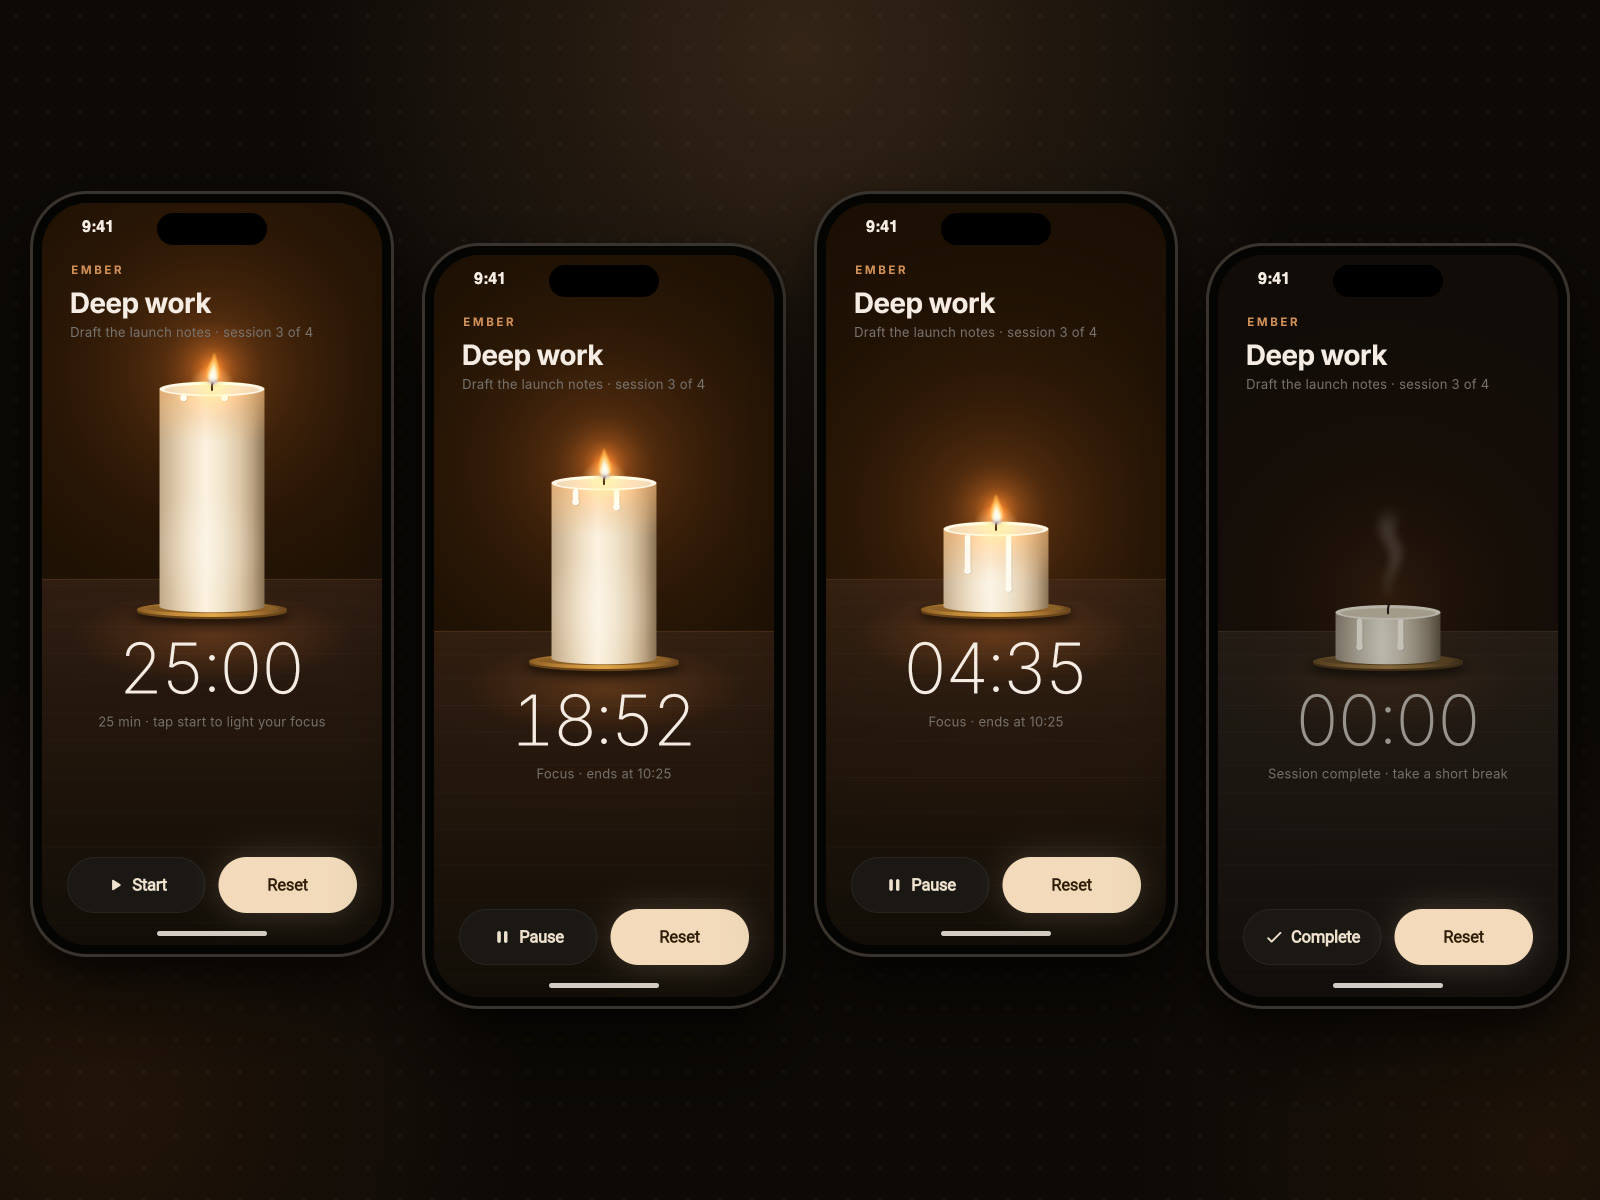 9:41
EMBER
Deep work
Draft the launch notes · session 3 of 4
25:00
25 min · tap start to light your focus
Start
Reset
9:41
EMBER
Deep work
Draft the launch notes · session 3 of 4
18:52
Focus · ends at 10:25
Pause
Reset
9:41
EMBER
Deep work
Draft the launch notes · session 3 of 4
04:35
Focus · ends at 10:25
Pause
Reset
9:41
EMBER
Deep work
Draft the launch notes · session 3 of 4
00:00
Session complete · take a short break
Complete
Reset